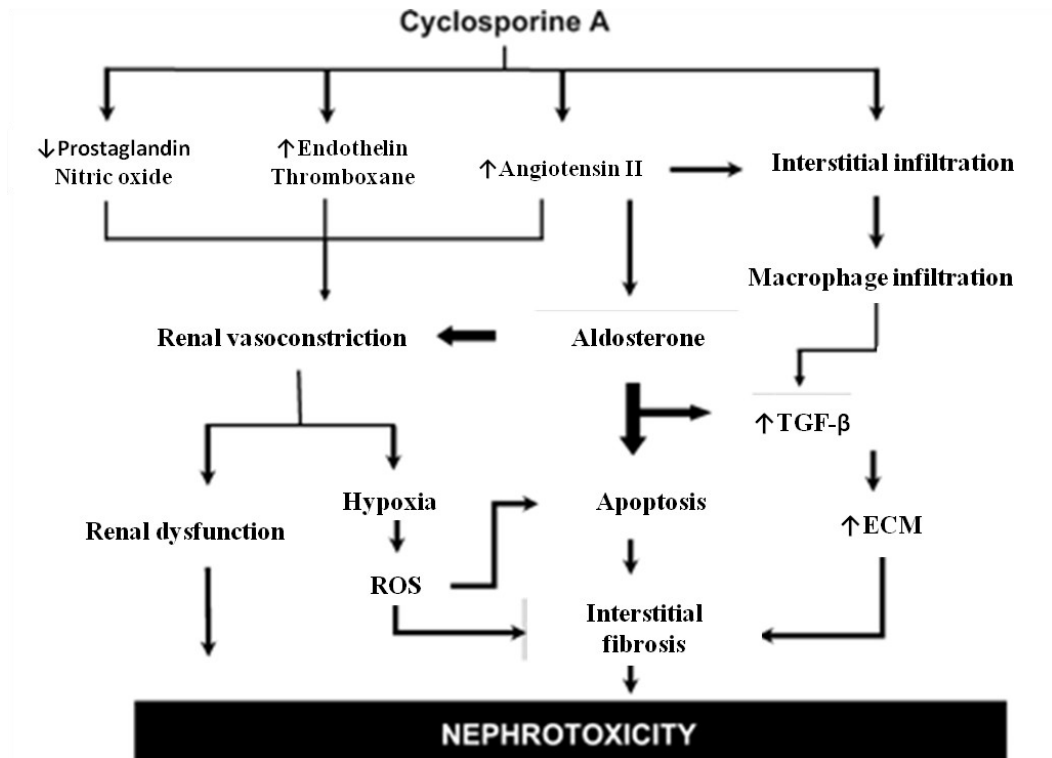 Cyclosporine A
↓Prostaglandin
Nitric oxide
↑Endothelin
Thromboxane
↑Angiotensin II
Interstitial infiltration
Macrophage infiltration
Renal vasoconstriction
Aldosterone
↑TGF-β
Hypoxia
Apoptosis
Renal dysfunction
↑ECM
ROS
Interstitial
fibrosis
NEPHROTOXICITY